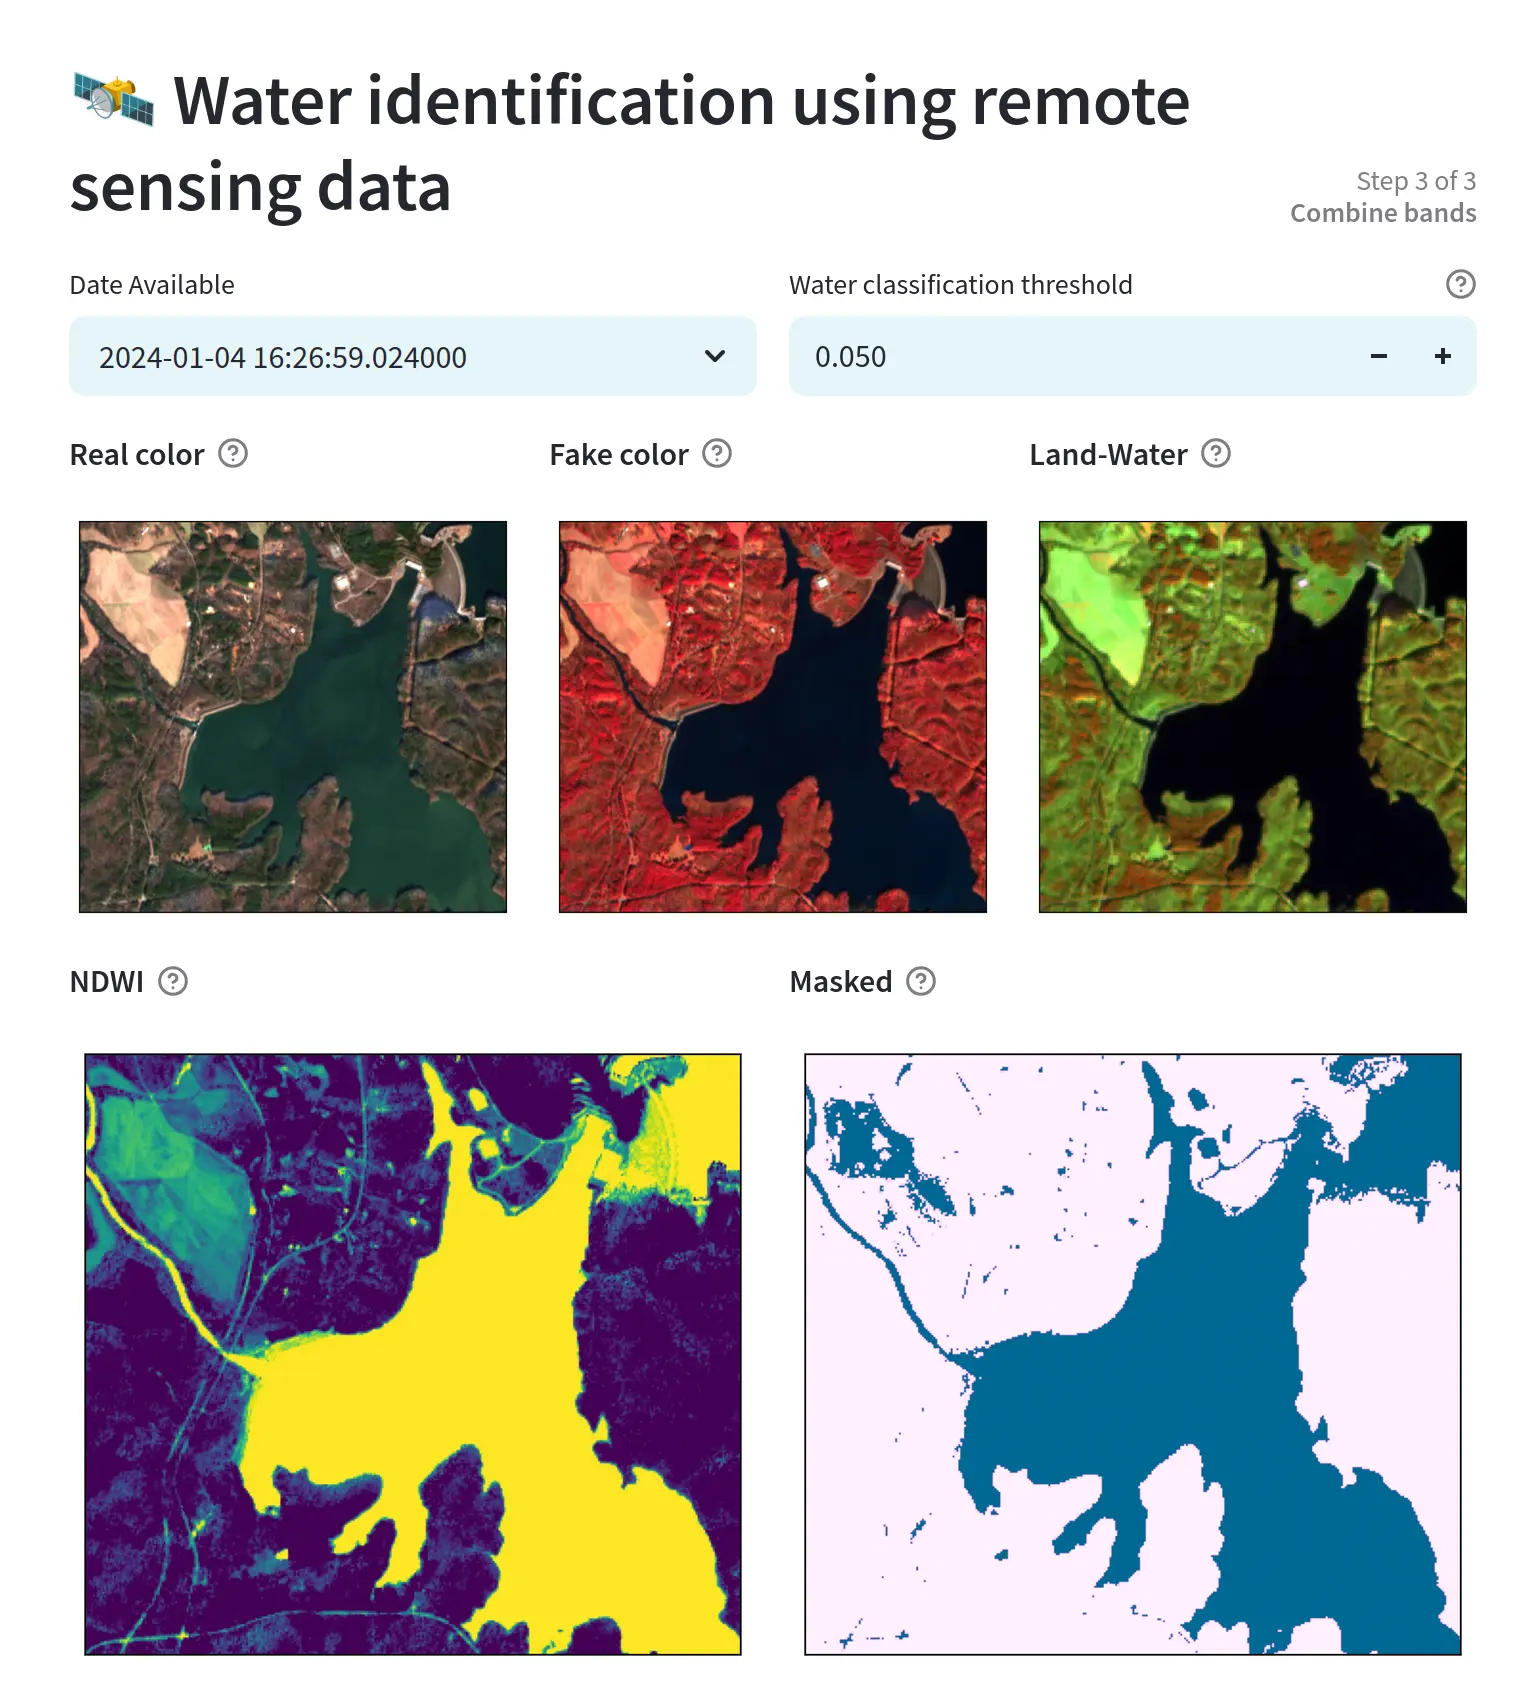 Water identification using remote
sensing data
Step 3 of 3
Combine bands
Date Available
Water classification threshold
2024-01-04 16:26:59.024000
0.050
Real color
Fake color
Land-Water
NDWI
Masked